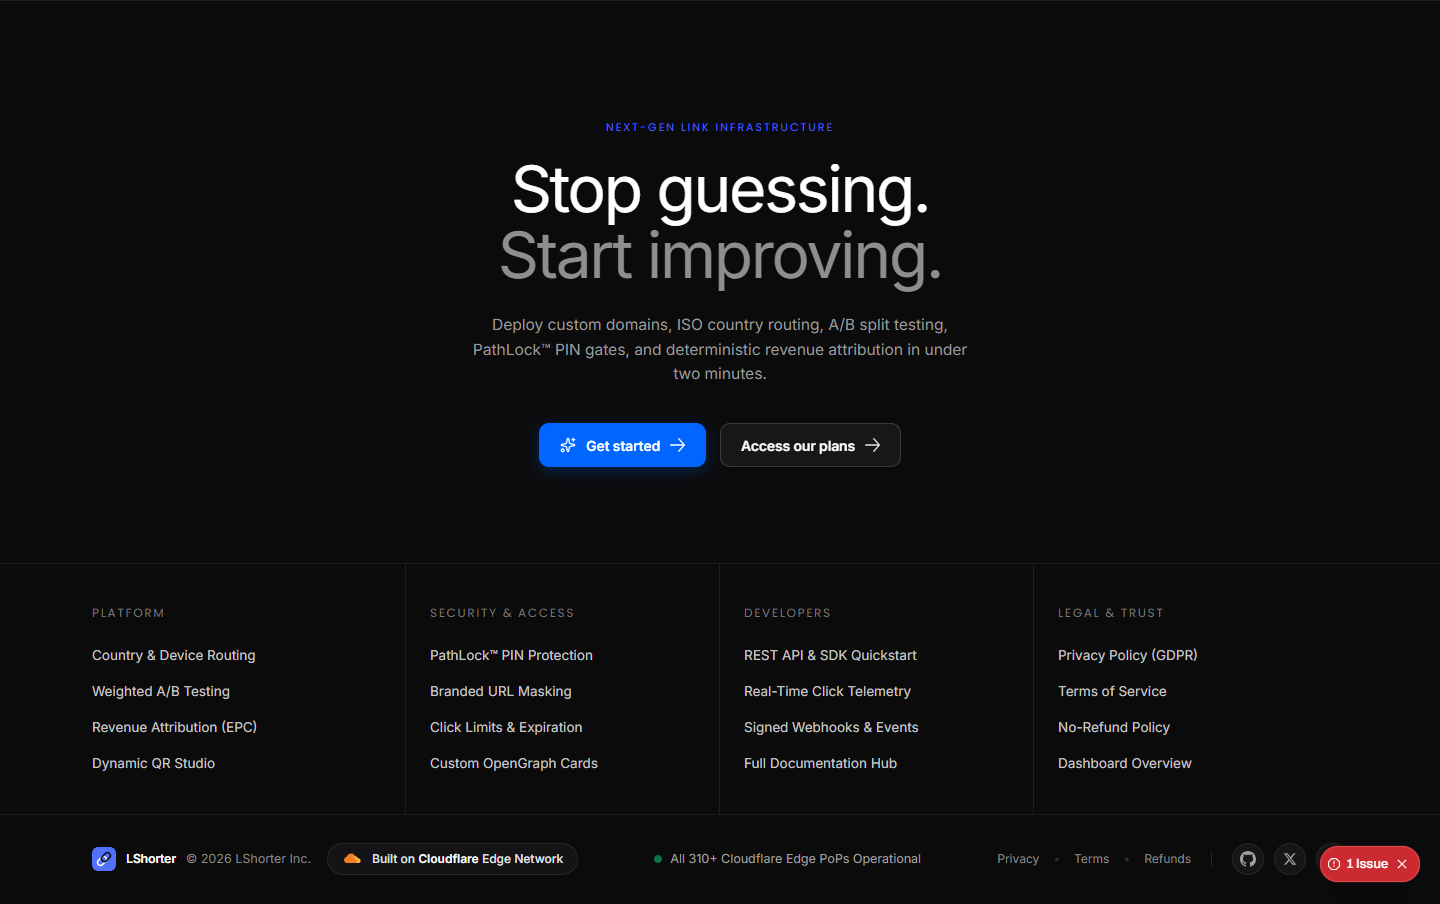 NEXT-GEN LINK INFRASTRUCTURE
Stop guessing.
Start improving.
Deploy custom domains, ISO country routing, A/B split testing,
PathLock™ PIN gates, and deterministic revenue attribution in under
two minutes.
Get started
Access our plans
PLATFORM
Country & Device Routing
Weighted A/B Testing
Revenue Attribution (EPC)
Dynamic QR Studio
SECURITY & ACCESS
PathLock™ PIN Protection
Branded URL Masking
Click Limits & Expiration
Custom OpenGraph Cards
DEVELOPERS
REST API & SDK Quickstart
Real-Time Click Telemetry
Signed Webhooks & Events
Full Documentation Hub
LEGAL & TRUST
Privacy Policy (GDPR)
Terms of Service
No-Refund Policy
Dashboard Overview
LShorter © 2026 LShorter Inc. Built on Cloudflare Edge Network
All 310+ Cloudflare Edge PoPs Operational
Privacy • Terms • Refunds
1 Issue